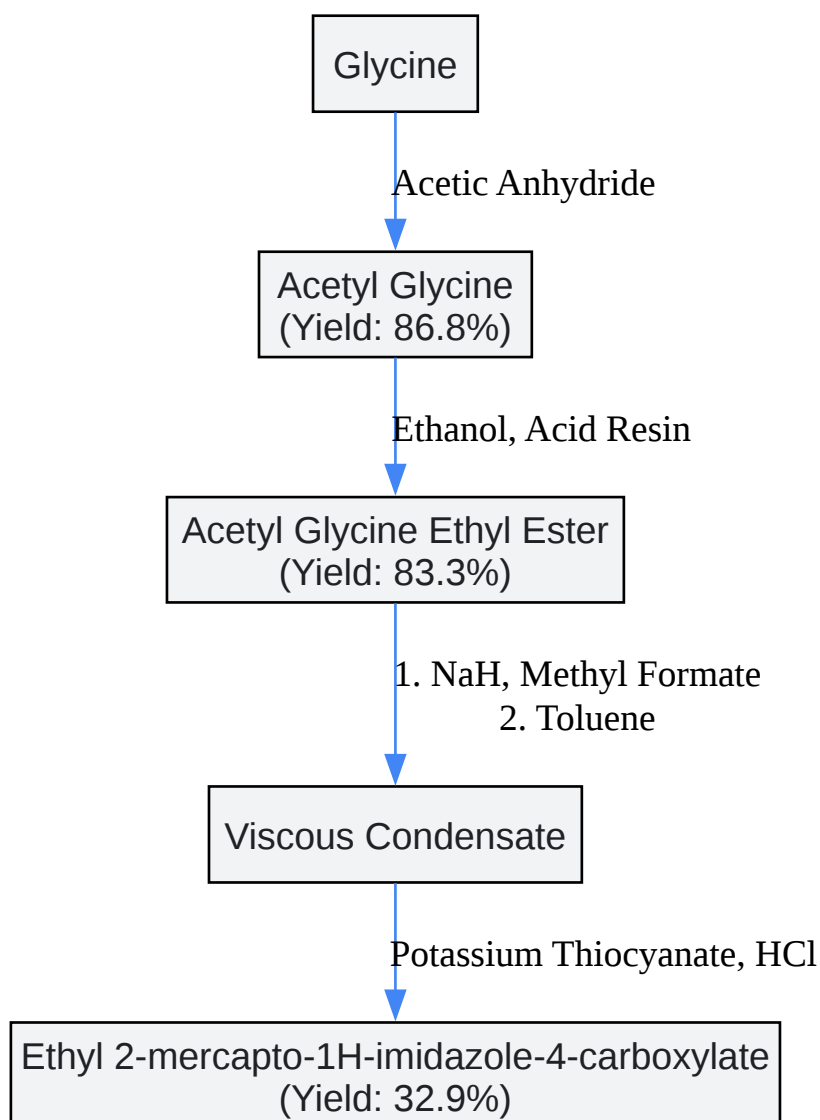 Glycine
Acetic Anhydride
Acetyl Glycine
(Yield: 86.8%)
Ethanol, Acid Resin
Acetyl Glycine Ethyl Ester
(Yield: 83.3%)
1. NaH, Methyl Formate
2. Toluene
Viscous Condensate
Potassium Thiocyanate, HCl
Ethyl 2-mercapto-1H-imidazole-4-carboxylate
(Yield: 32.9%)